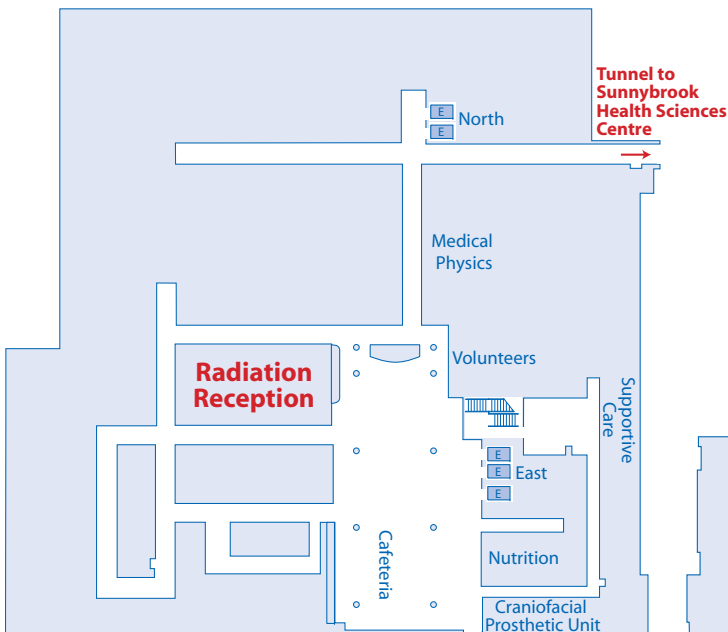 Tunnel to
Sunnybrook
Health Sciences
Centre
E
North
E
Medical
Physics
Volunteers
Radiation
Reception
Supportive
Care
E
E
East
E
Cafeteria
Nutrition
Craniofacial
Prosthetic Unit